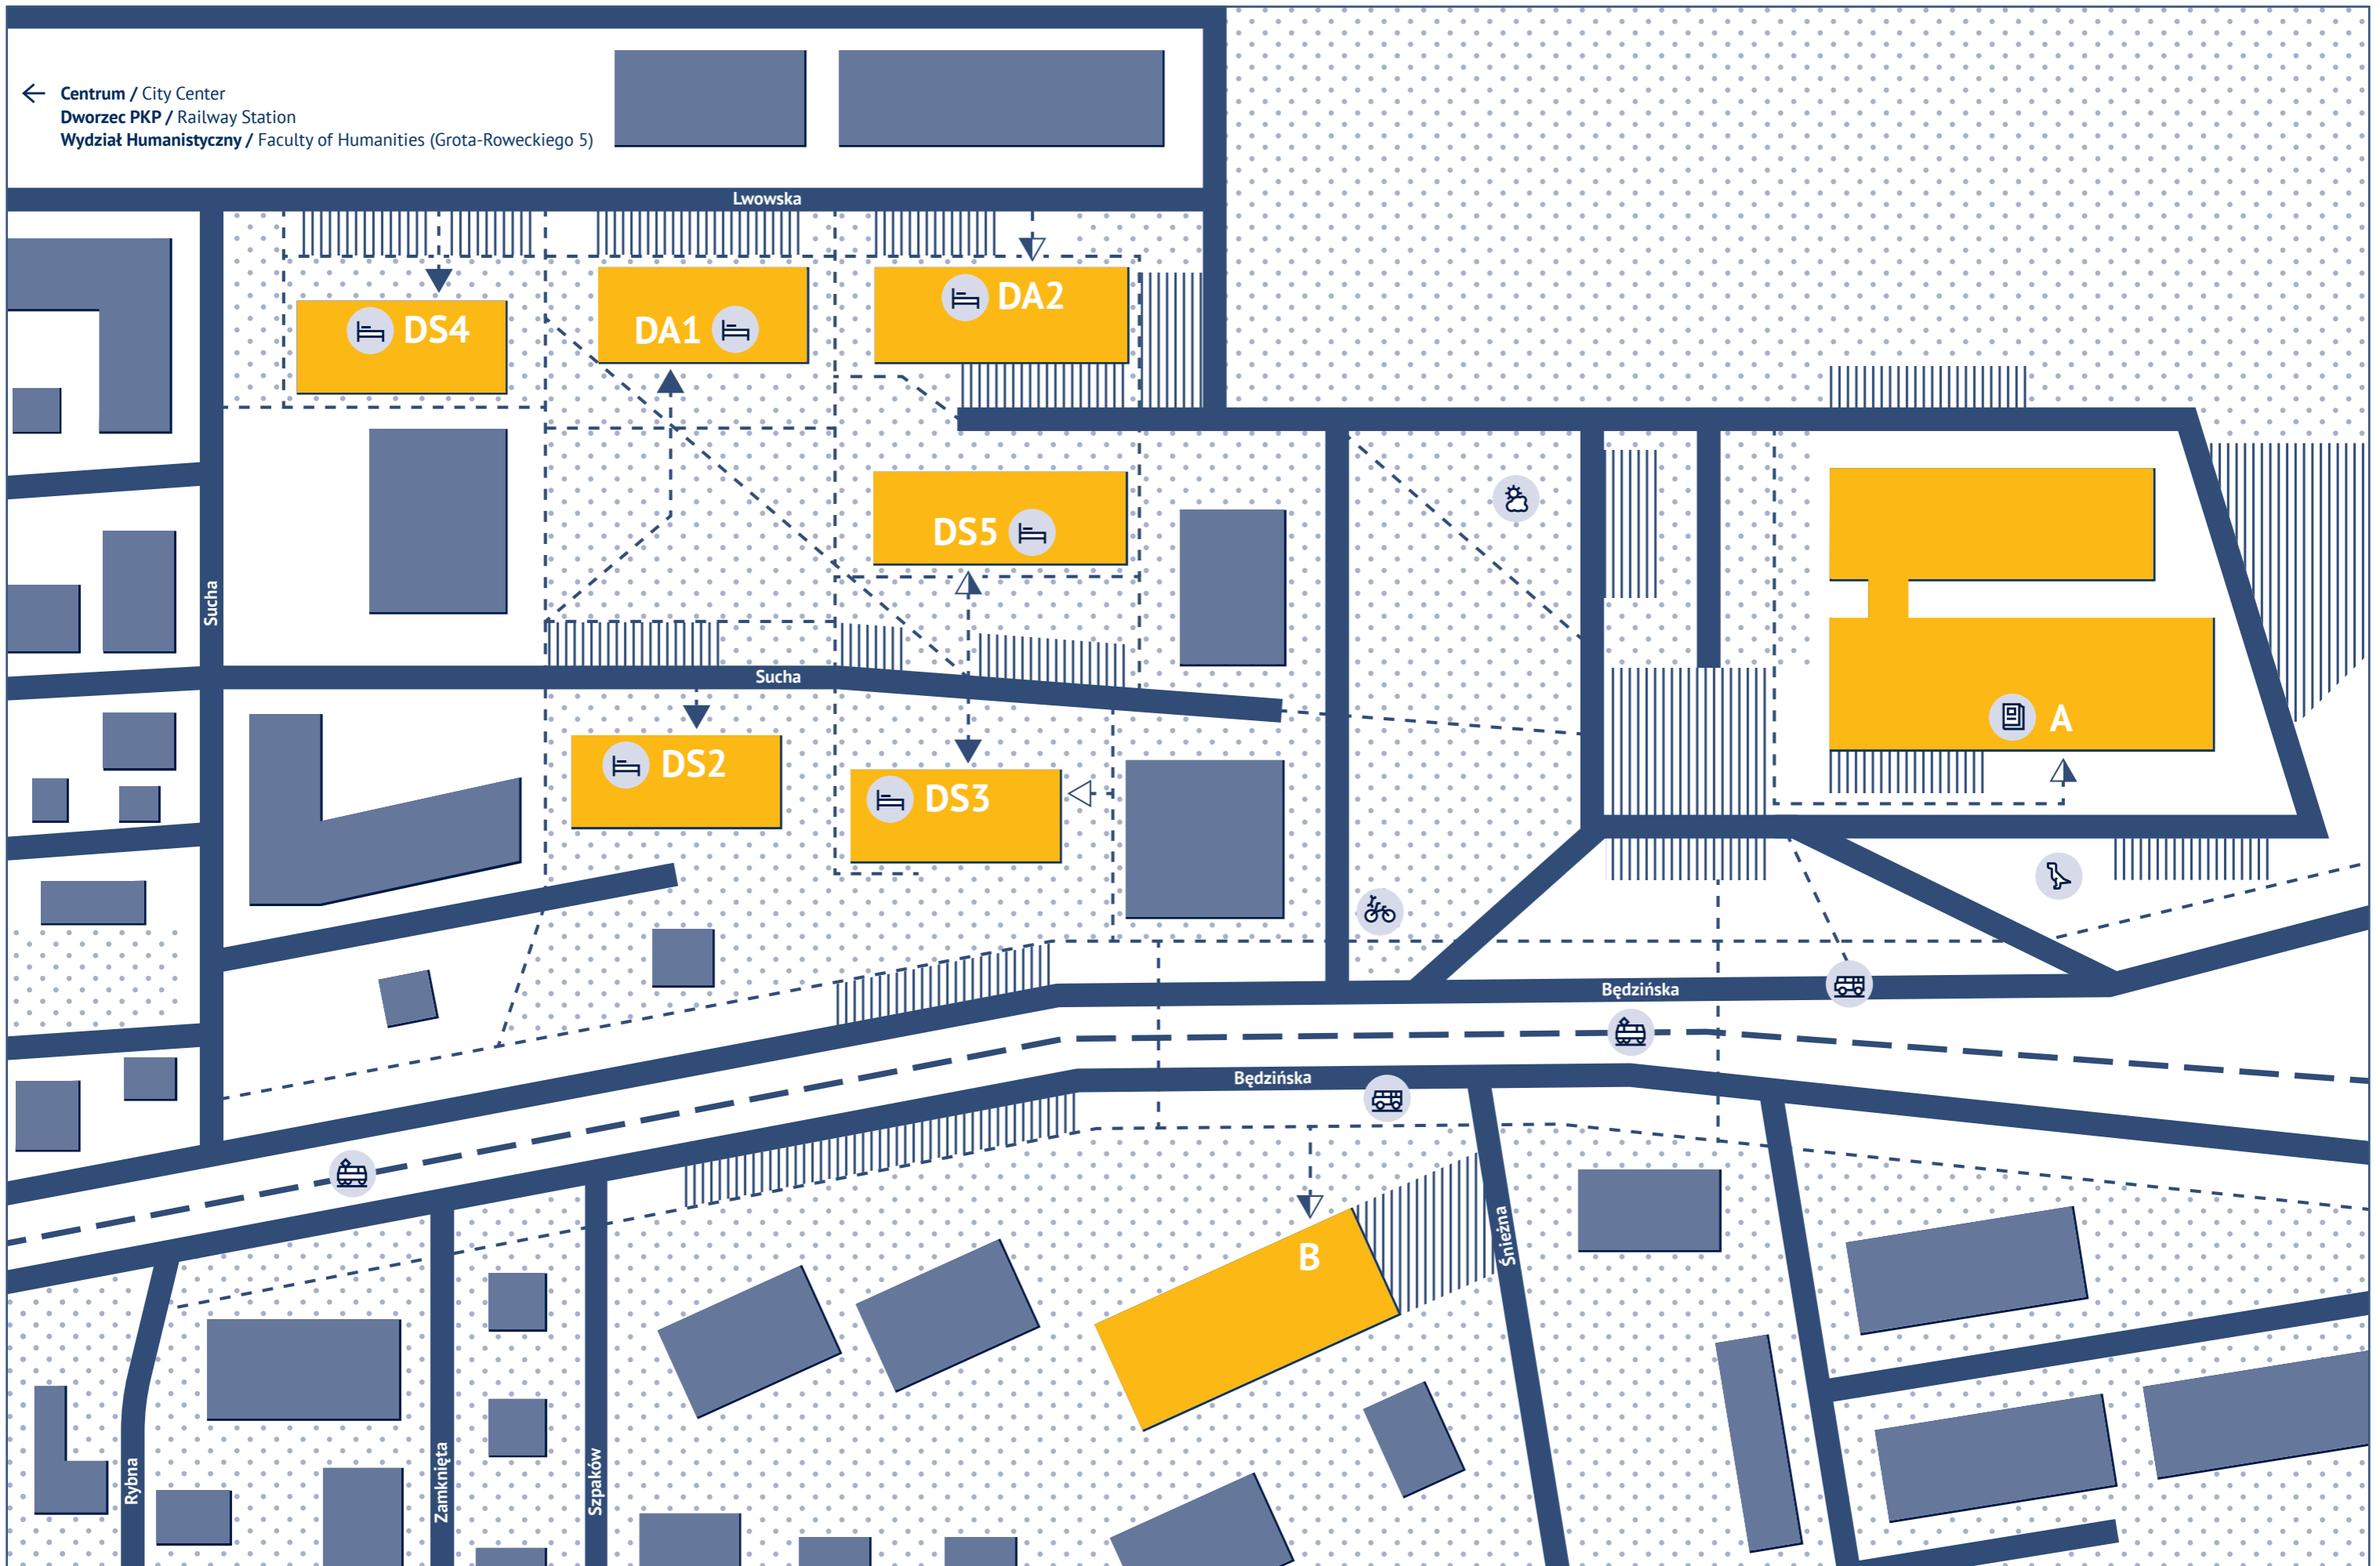 Centrum / City Center
Dworzec PKP / Railway Station
Wydział Humanistyczny / Faculty of Humanities (Grota-Roweckiego 5)
Lwowska
DS4
DA1
DA2
DS5
Sucha
Sucha
DS2
DS3
A
Będzińska
Będzińska
B
Śnieżna
Rybna
Zamknięta
Szpaków